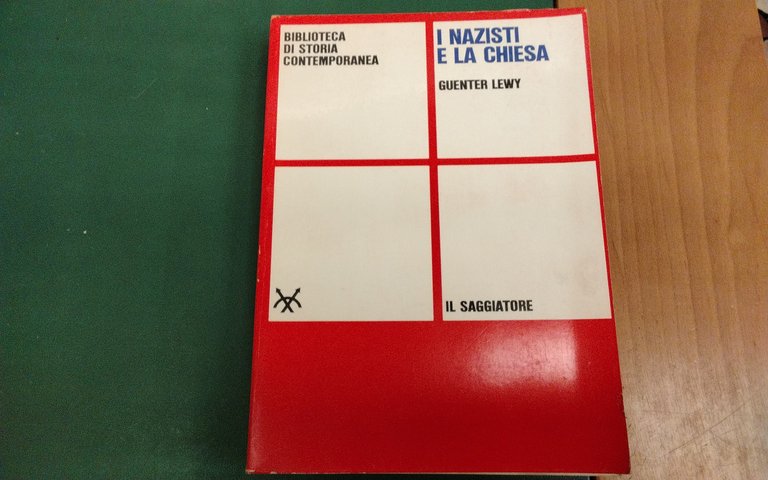 BIBLIOTECA
DI STORIA
CONTEMPORANEA
I NAZISTI
E LA CHIESA
GUENTER LEWY
IL SAGGIATORE